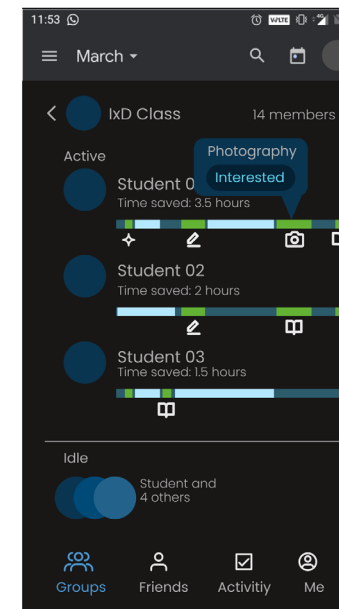 11:53
VoLTE
March
IxD Class
14 members
Active
Photography
Interested
Student 0
Time saved: 3.5 hours
Student 02
Time saved: 2 hours
Student 03
Time saved: 1.5 hours
Idle
Student and
4 others
Groups
Friends
Activitiy
Me